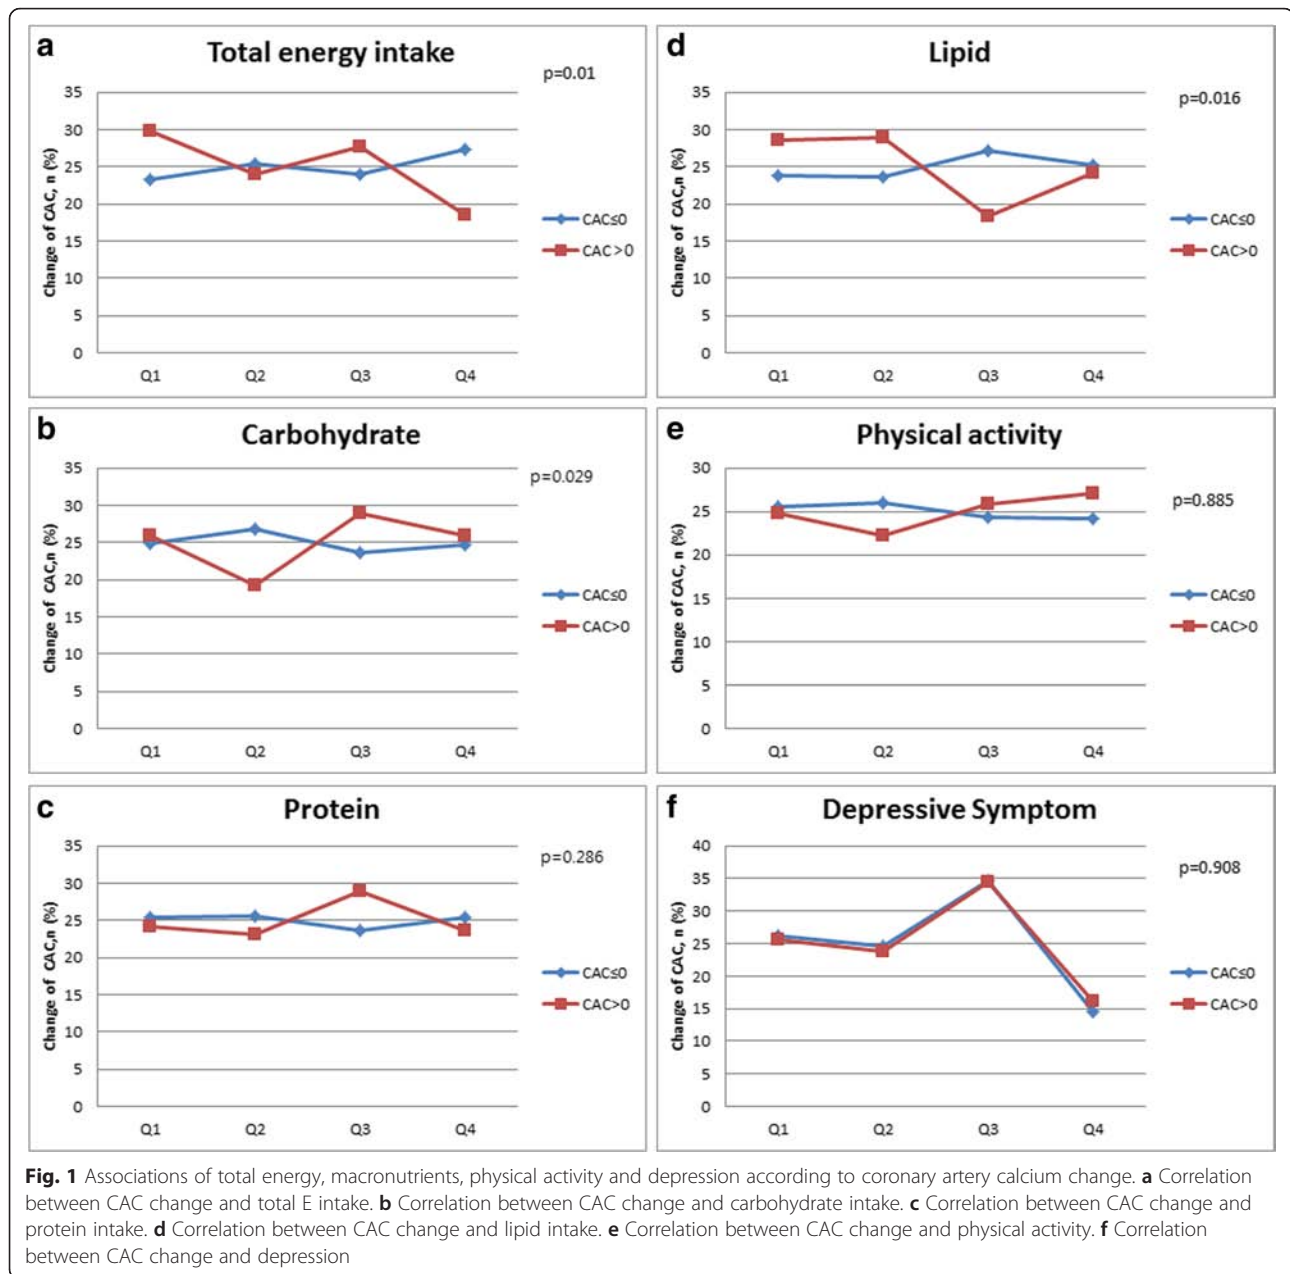 a
Total energy intake
p=0.01
Change of CAC, n (%)
35
30
25
20
15
10
5
0
Q1 Q2 Q3 Q4
CAC≤0
CAC>0
d
Lipid
p=0.016
Change of CAC,n (%)
35
30
25
20
15
10
5
0
Q1 Q2 Q3 Q4
CAC≤0
CAC>0
b
Carbohydrate
p=0.029
Change of CAC,n (%)
35
30
25
20
15
10
5
0
Q1 Q2 Q3 Q4
CAC≤0
CAC>0
e
Physical activity
p=0.885
Change of CAC, n (%)
30
25
20
15
10
5
0
Q1 Q2 Q3 Q4
CAC≤0
CAC>0
c
Protein
p=0.286
Change of CAC,n (%)
35
30
25
20
15
10
5
0
Q1 Q2 Q3 Q4
CAC≤0
CAC>0
f
Depressive Symptom
p=0.908
Change of CAC, n (%)
40
35
30
25
20
15
10
5
0
Q1 Q2 Q3 Q4
CAC≤0
CAC>0
Fig. 1 Associations of total energy, macronutrients, physical activity and depression according to coronary artery calcium change. a Correlation
between CAC change and total E intake. b Correlation between CAC change and carbohydrate intake. c Correlation between CAC change and
protein intake. d Correlation between CAC change and lipid intake. e Correlation between CAC change and physical activity. f Correlation
between CAC change and depression